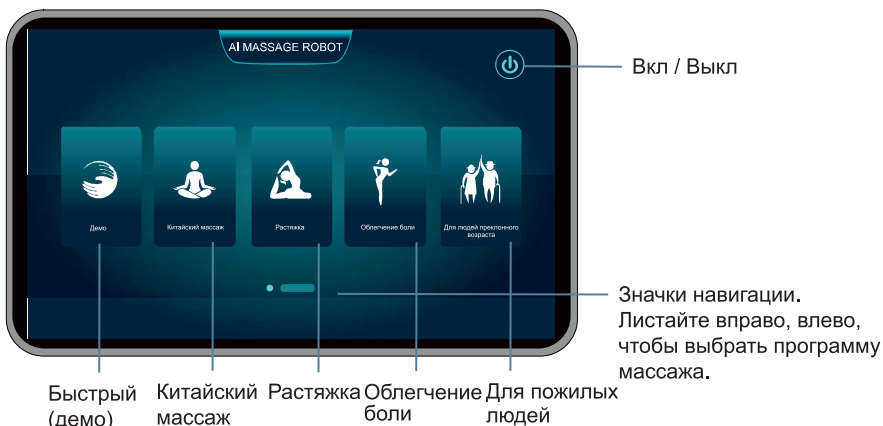 AI MASSAGE ROBOT
Вкл / Выкл
Демо
Китайский массаж
Растяжка
Облегчение боли
Для людей преклонного
возраста
Значки навигации.
Листайте вправо, влево,
чтобы выбрать программу
массажа.
Быстрый
(демо)
Китайский
массаж
Растяжка
Облегчение
боли
Для пожилых
людей